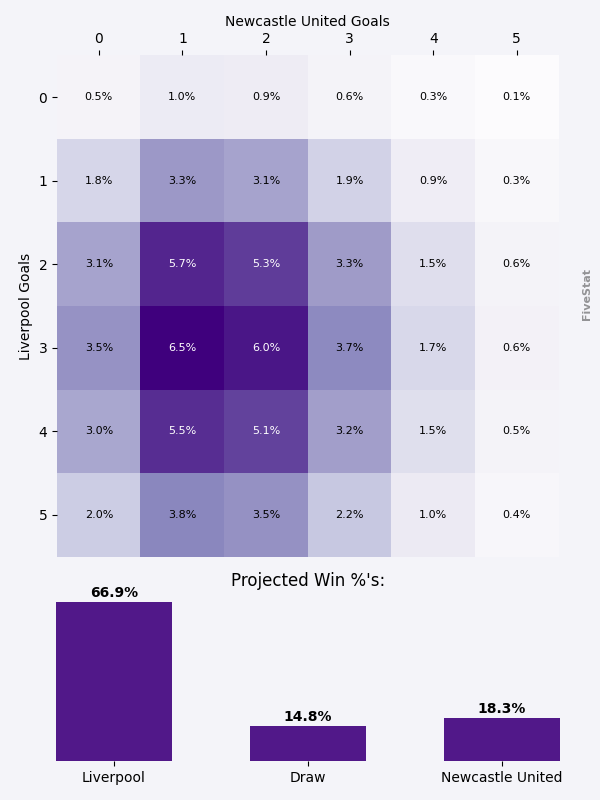 Newcastle United Goals
0 1 2 3 4 5
0 0.5% 1.0% 0.9% 0.6% 0.3% 0.1%
1 1.8% 3.3% 3.1% 1.9% 0.9% 0.3%
2 3.1% 5.7% 5.3% 3.3% 1.5% 0.6%
3 3.5% 6.5% 6.0% 3.7% 1.7% 0.6%
4 3.0% 5.5% 5.1% 3.2% 1.5% 0.5%
5 2.0% 3.8% 3.5% 2.2% 1.0% 0.4%
Liverpool Goals
FiveStat
Projected Win %'s:
66.9% 14.8% 18.3%
Liverpool Draw Newcastle United